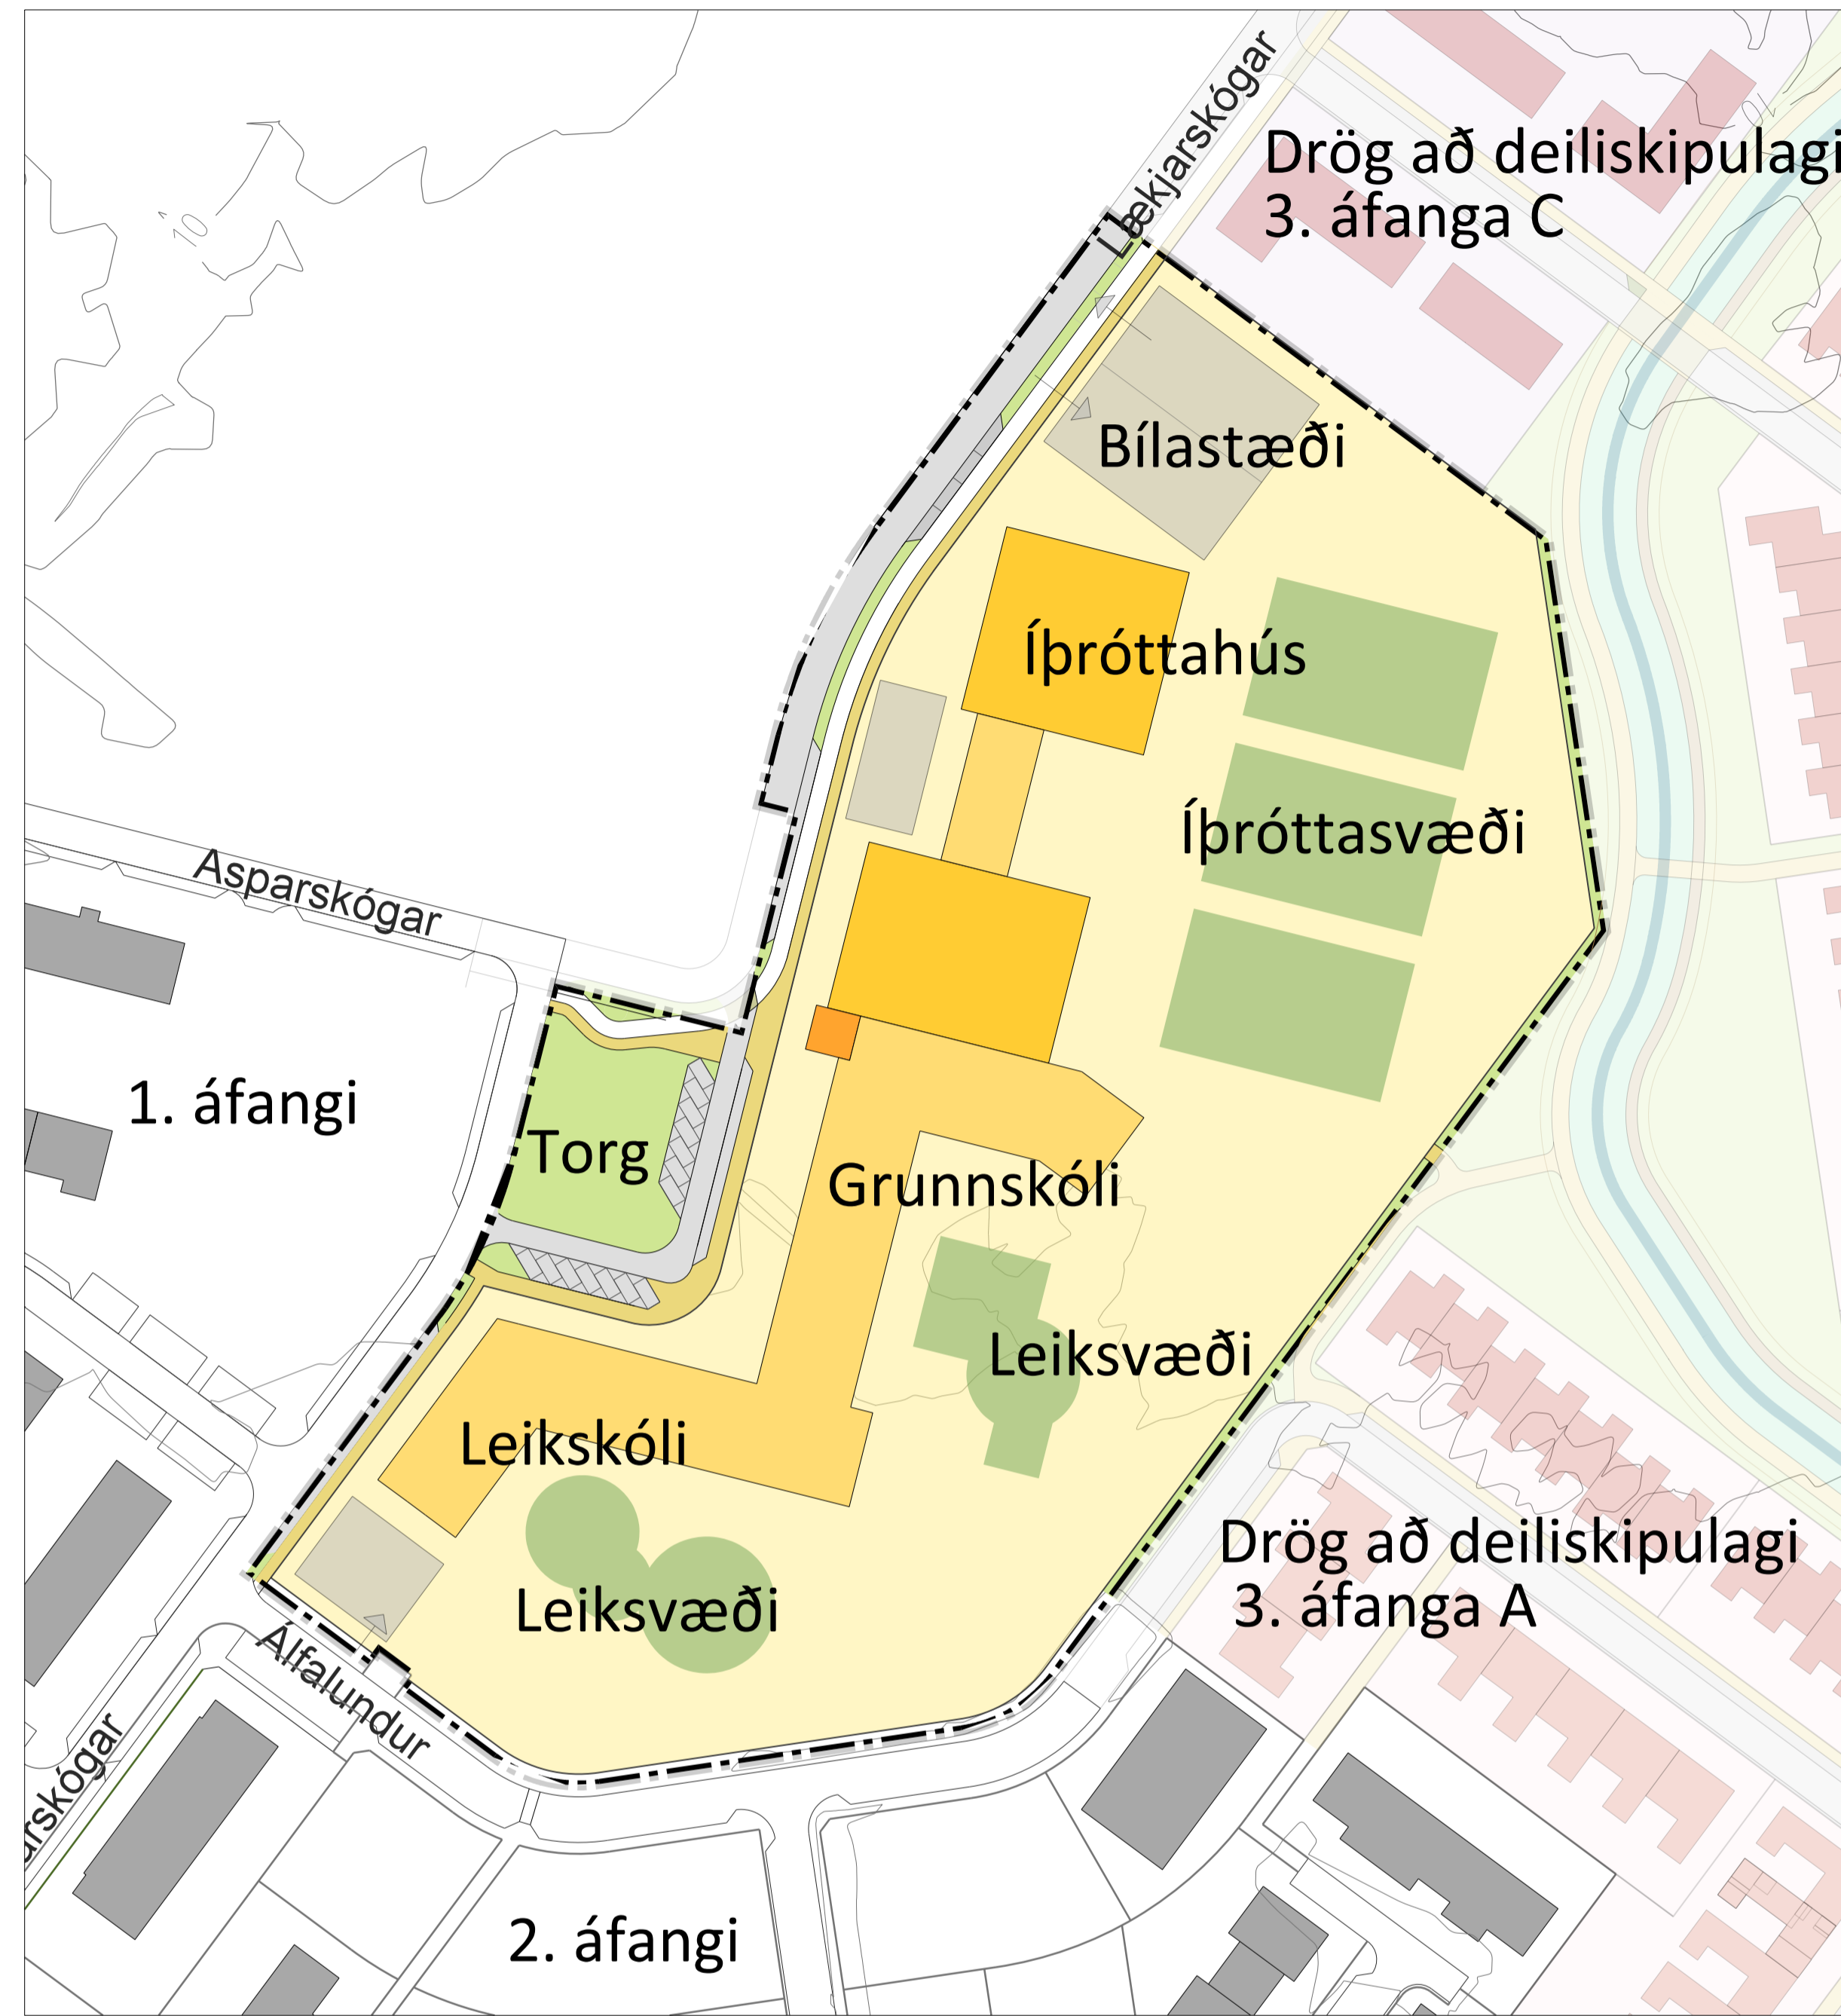 Lækjarskógar
Drög að deiliskipulagi
3. áfanga C
Bílastæði
Íþróttahús
Íþróttasvæði
Asparskógar
1. áfangi
Torg
Grunnskóli
Leiksvæði
Leikskóli
Drög að deiliskipulagi
3. áfanga A
Leiksvæði
Álfalundur
2. áfangi